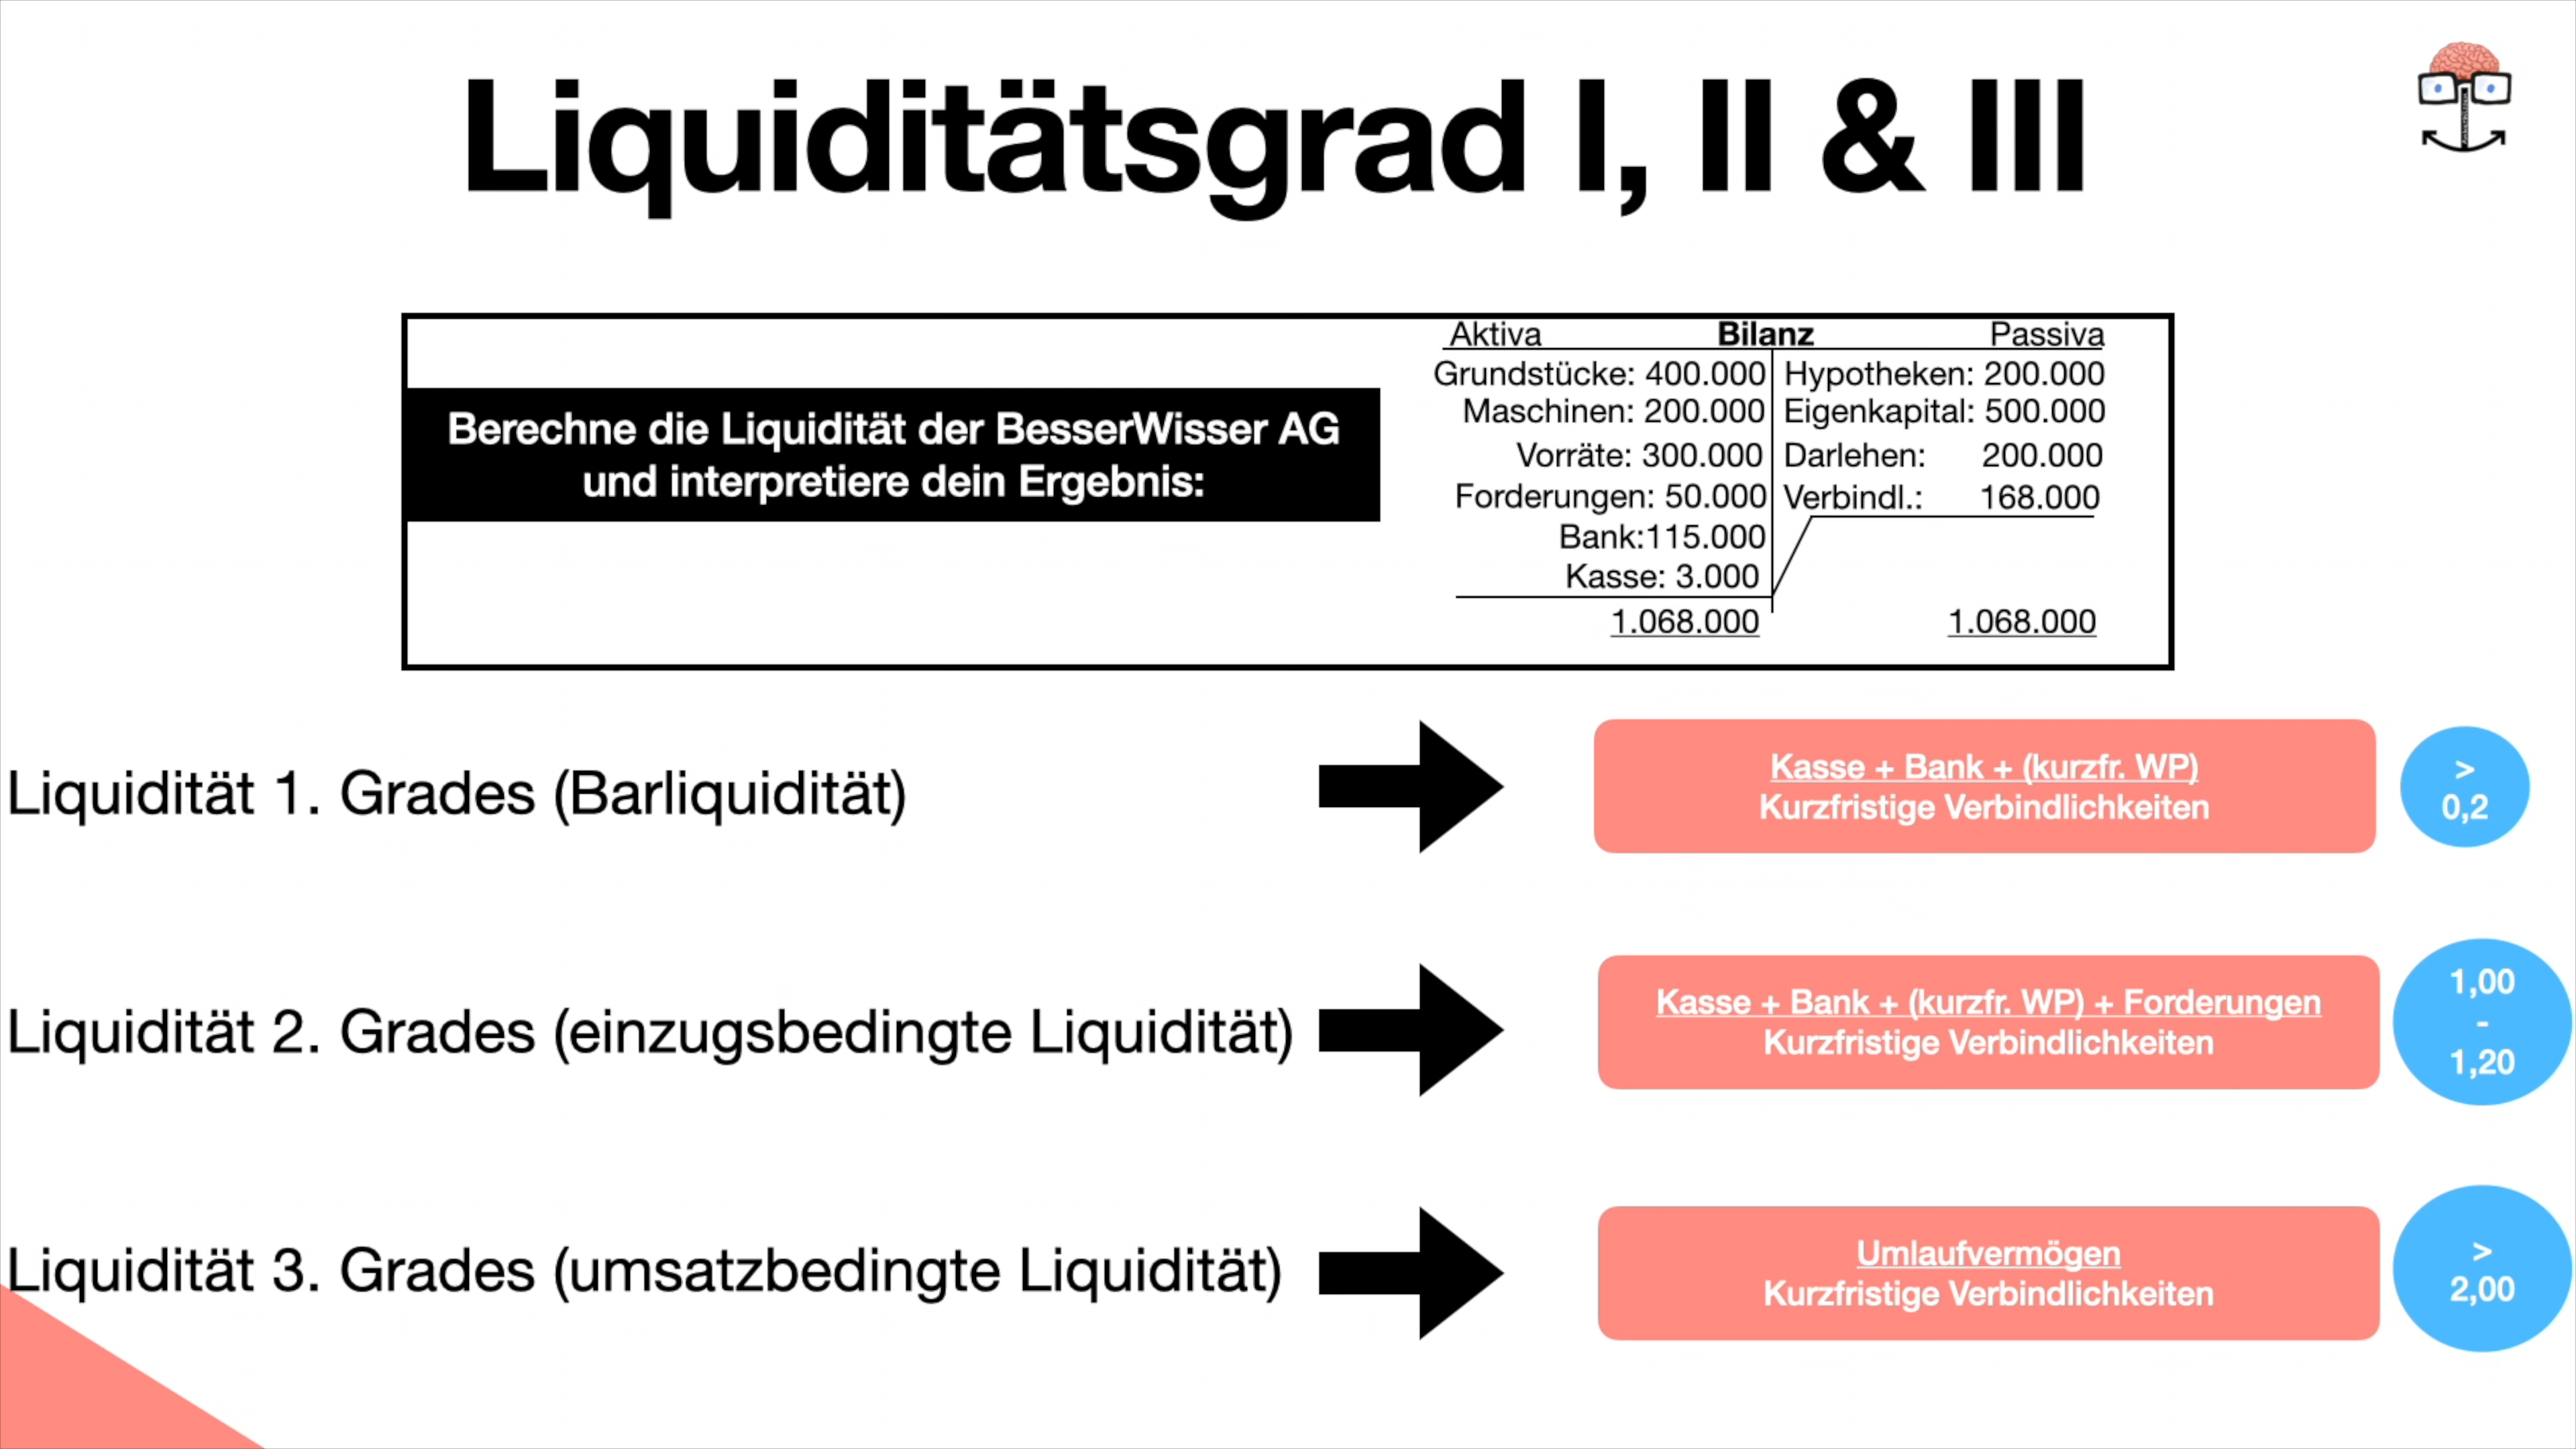 Liquiditätsgrad I, II & III
Berechne die Liquidität der BesserWisser AG
und interpretiere dein Ergebnis:
Aktiva Bilanz Passiva
Grundstücke: 400.000 Hypotheken: 200.000
Maschinen: 200.000 Eigenkapital: 500.000
Vorräte: 300.000 Darlehen: 200.000
Forderungen: 50.000 Verbindl.: 168.000
Bank:115.000
Kasse: 3.000
1.068.000 1.068.000
Liquidität 1. Grades (Barliquidität)
Kasse + Bank + (kurzfr. WP)
Kurzfristige Verbindlichkeiten
>
0,2
Liquidität 2. Grades (einzugsbedingte Liquidität)
Kasse + Bank + (kurzfr. WP) + Forderungen
Kurzfristige Verbindlichkeiten
1,00
-
1,20
Liquidität 3. Grades (umsatzbedingte Liquidität)
Umlaufvermögen
Kurzfristige Verbindlichkeiten
>
2,00